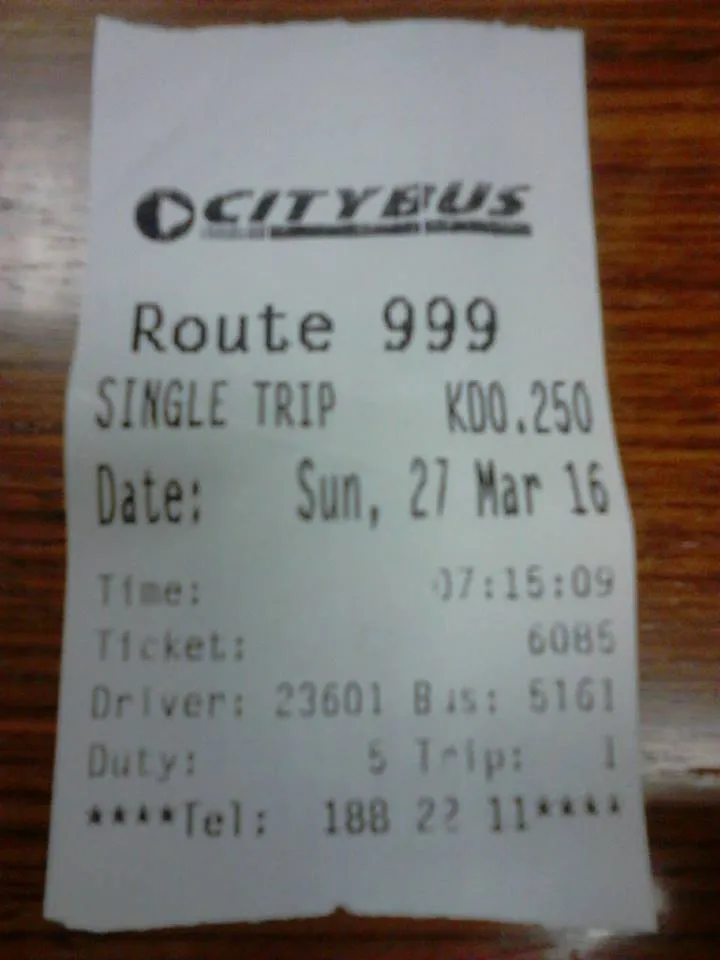 CITYBUS
Route 999
SINGLE TRIP KD0.250
Date: Sun, 27 Mar 16
Time: 07:15:09
Ticket: 6085
Driver: 23601 Bus: 5161
Duty: 5 Trip: 1
****Tel: 188 22 11****